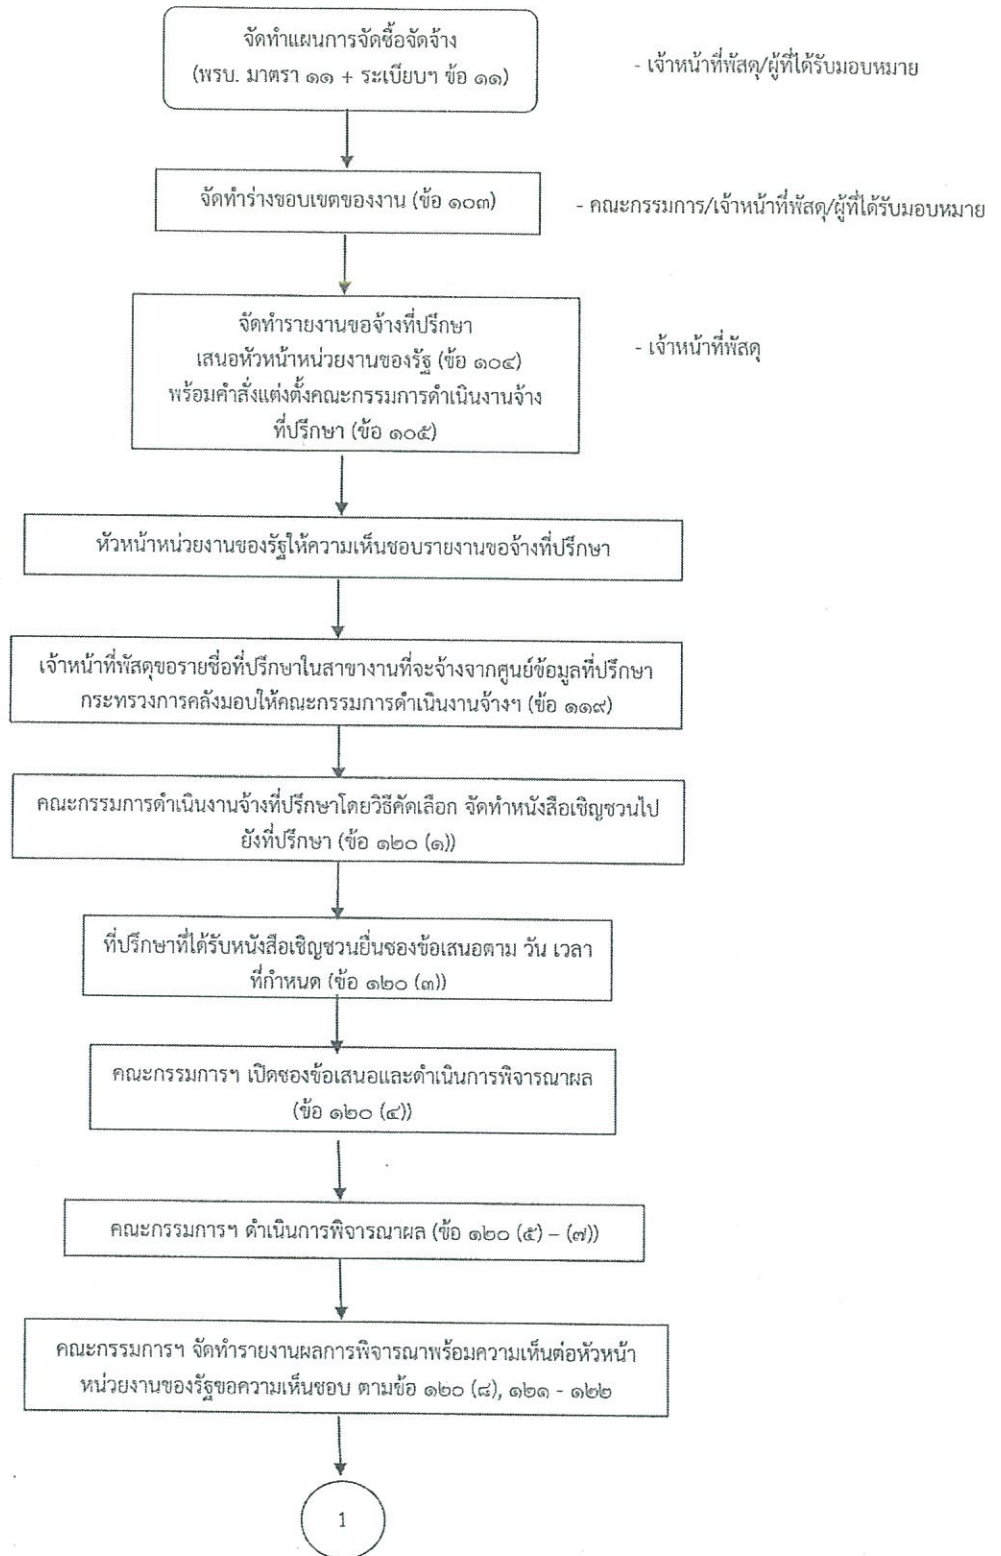 จัดทำแผนการจัดซื้อจัดจ้าง
(พรบ. มาตรา ๑๑ + ระเบียบฯ ข้อ ๑๑)
- เจ้าหน้าที่พัสดุ/ผู้ที่ได้รับมอบหมาย
จัดทำร่างขอบเขตของงาน (ข้อ ๑๐๓)
- คณะกรรมการ/เจ้าหน้าที่พัสดุ/ผู้ที่ได้รับมอบหมาย
จัดทำรายงานขอจ้างที่ปรึกษา
เสนอหัวหน้าหน่วยงานของรัฐ (ข้อ ๑๐๔)
พร้อมคำสั่งแต่งตั้งคณะกรรมการดำเนินงานจ้าง
ที่ปรึกษา (ข้อ ๑๐๕)
- เจ้าหน้าที่พัสดุ
หัวหน้าหน่วยงานของรัฐให้ความเห็นชอบรายงานขอจ้างที่ปรึกษา
เจ้าหน้าที่พัสดุขอรายชื่อที่ปรึกษาในสาขางานที่จะจ้างจากศูนย์ข้อมูลที่ปรึกษา
กระทรวงการคลังมอบให้คณะกรรมการดำเนินงานจ้างฯ (ข้อ ๑๑๙)
คณะกรรมการดำเนินงานจ้างที่ปรึกษาโดยวิธีคัดเลือก จัดทำหนังสือเชิญชวนไป
ยังที่ปรึกษา (ข้อ ๑๒๐ (๑))
ที่ปรึกษาที่ได้รับหนังสือเชิญชวนยื่นซองข้อเสนอตาม วัน เวลา
ที่กำหนด (ข้อ ๑๒๐ (๓))
คณะกรรมการฯ เปิดซองข้อเสนอและดำเนินการพิจารณาผล
(ข้อ ๑๒๐ (๔))
คณะกรรมการฯ ดำเนินการพิจารณาผล (ข้อ ๑๒๐ (๕) – (๗))
คณะกรรมการฯ จัดทำรายงานผลการพิจารณาพร้อมความเห็นต่อหัวหน้า
หน่วยงานของรัฐขอความเห็นชอบ ตามข้อ ๑๒๐ (๘), ๑๒๑ - ๑๒๒
1